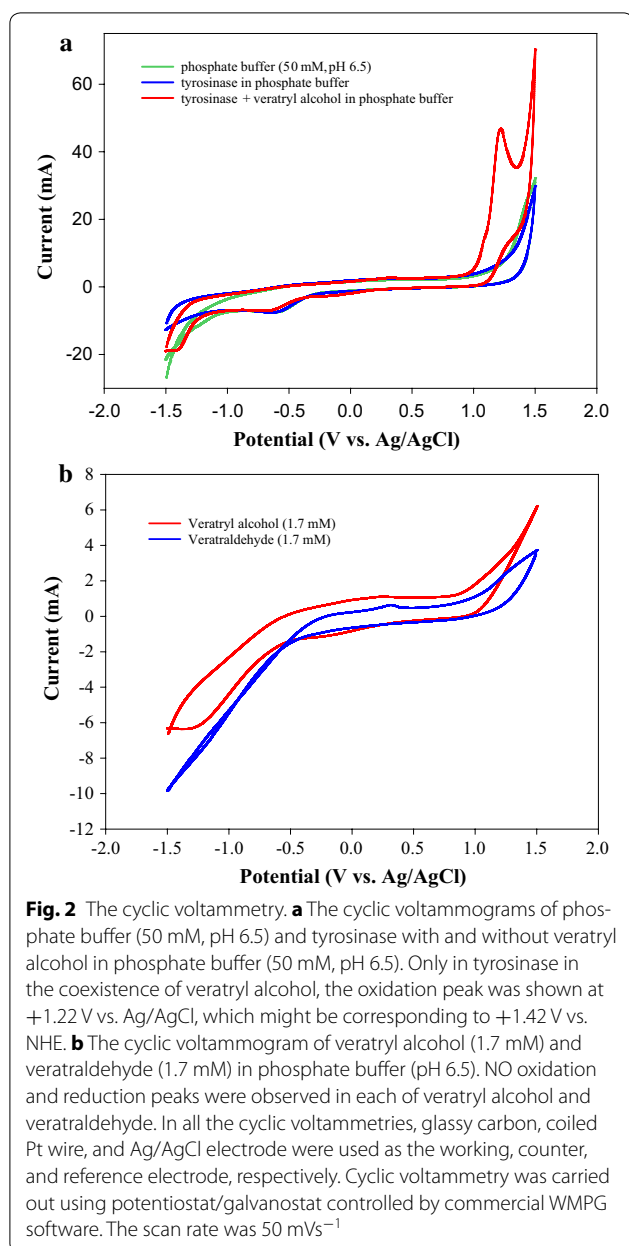 a
phosphate buffer (50 mM, pH 6.5)
tyrosinase in phosphate buffer
tyrosinase + veratryl alcohol in phosphate buffer
Current (mA)
60
40
20
0
-20
-2.0 -1.5 -1.0 -0.5 0.0 0.5 1.0 1.5 2.0
Potential (V vs. Ag/AgCl)
b
Veratryl alcohol (1.7 mM)
Veratraldehyde (1.7 mM)
Current (mA)
8
6
4
2
0
-2
-4
-6
-8
-10
-12
-2.0 -1.5 -1.0 -0.5 0.0 0.5 1.0 1.5 2.0
Potential (V vs. Ag/AgCl)
Fig. 2 The cyclic voltammetry. a The cyclic voltammograms of phos-
phate buffer (50 mM, pH 6.5) and tyrosinase with and without veratryl
alcohol in phosphate buffer (50 mM, pH 6.5). Only in tyrosinase in
the coexistence of veratryl alcohol, the oxidation peak was shown at
+1.22 V vs. Ag/AgCl, which might be corresponding to +1.42 V vs.
NHE. b The cyclic voltammogram of veratryl alcohol (1.7 mM) and
veratraldehyde (1.7 mM) in phosphate buffer (pH 6.5). NO oxidation
and reduction peaks were observed in each of veratryl alcohol and
veratraldehyde. In all the cyclic voltammetries, glassy carbon, coiled
Pt wire, and Ag/AgCl electrode were used as the working, counter,
and reference electrode, respectively. Cyclic voltammetry was carried
out using potentiostat/galvanostat controlled by commercial WMPG
software. The scan rate was 50 mVs⁻¹